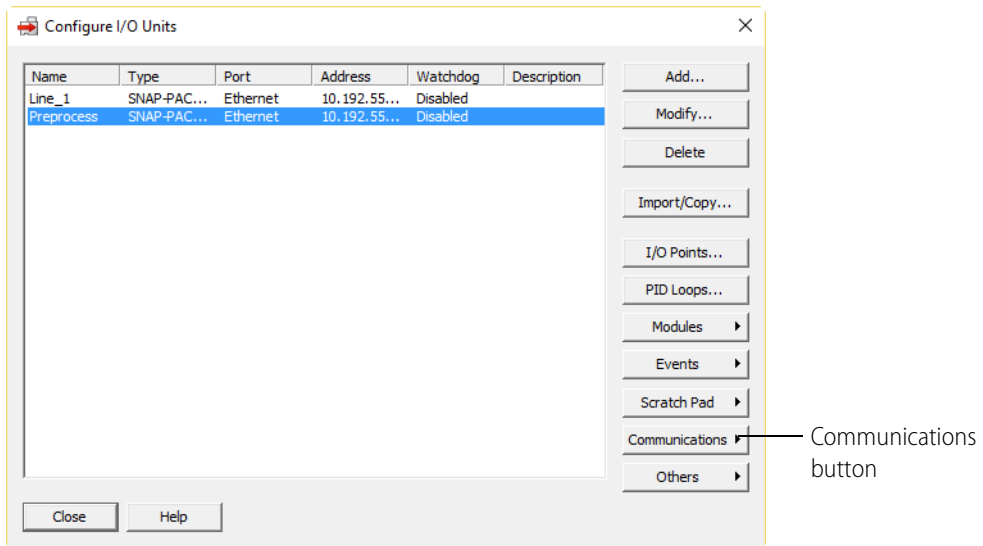 Configure I/O Units
Name Type Port Address Watchdog Description
Line_1 SNAP-PAC... Ethernet 10.192.55... Disabled
Preprocess SNAP-PAC... Ethernet 10.192.55... Disabled
Add...
Modify...
Delete
Import/Copy...
I/O Points...
PID Loops...
Modules
Events
Scratch Pad
Communications
Others
Communications
button
Close Help